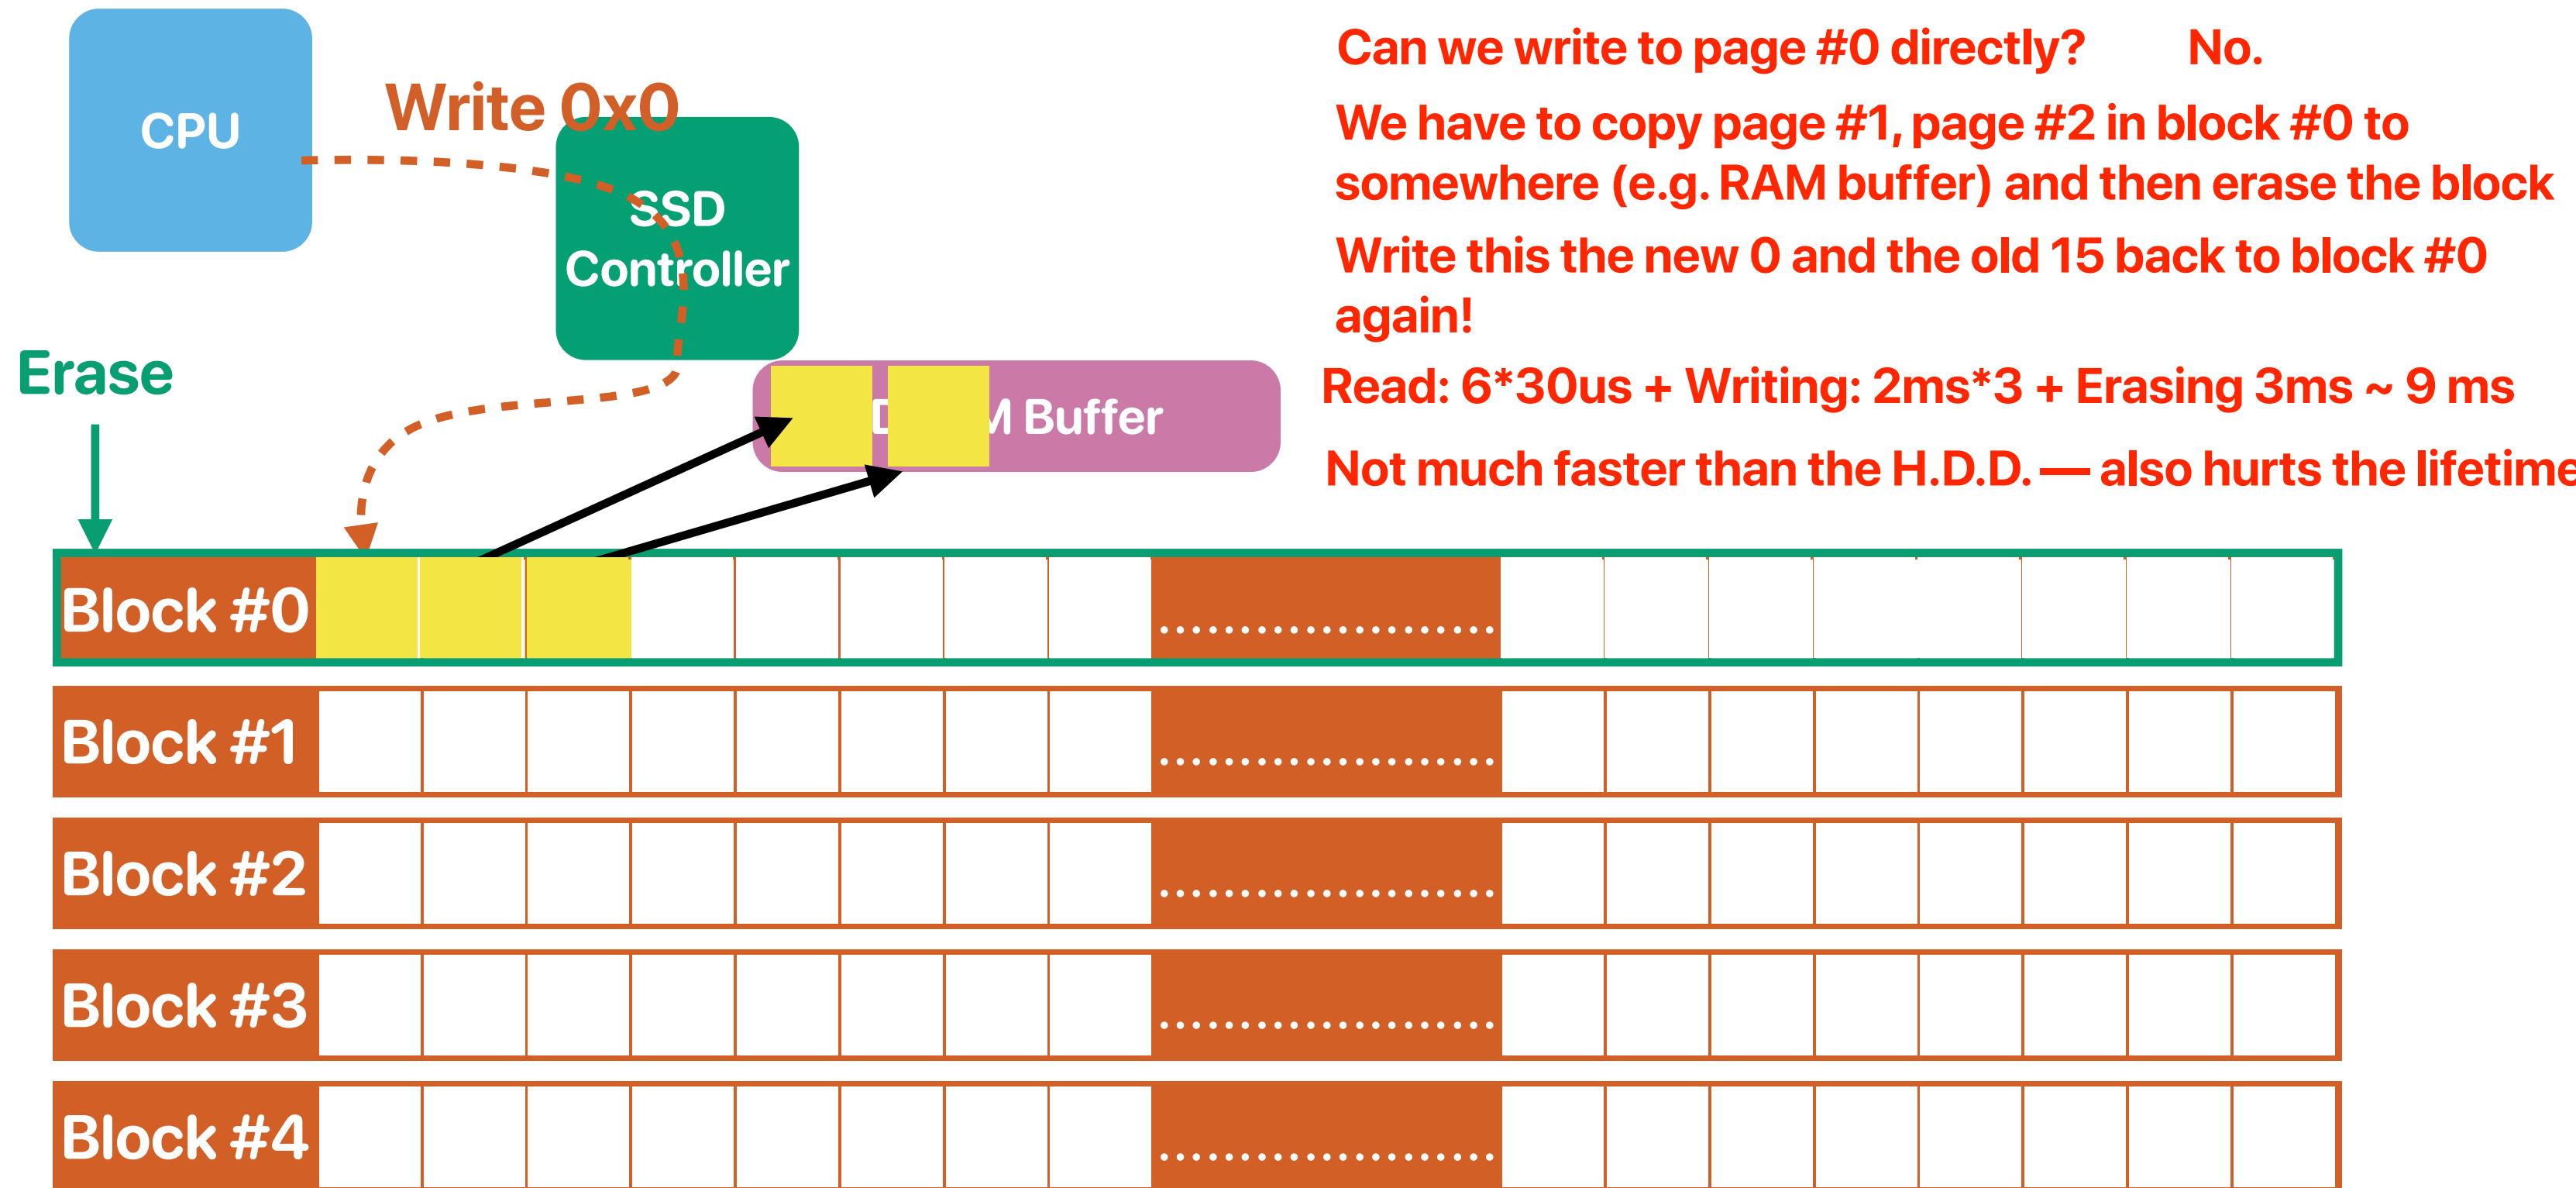 CPU
Write 0x0
SSD
Controller
Erase
Buffer
Can we write to page #0 directly? No.
We have to copy page #1, page #2 in block #0 to
somewhere (e.g. RAM buffer) and then erase the block
Write this the new 0 and the old 15 back to block #0
again!
Read: 6*30us + Writing: 2ms*3 + Erasing 3ms ~ 9 ms
Not much faster than the H.D.D. — also hurts the lifetime
Block #0 ....................
Block #1 ....................
Block #2 ....................
Block #3 ....................
Block #4 ....................